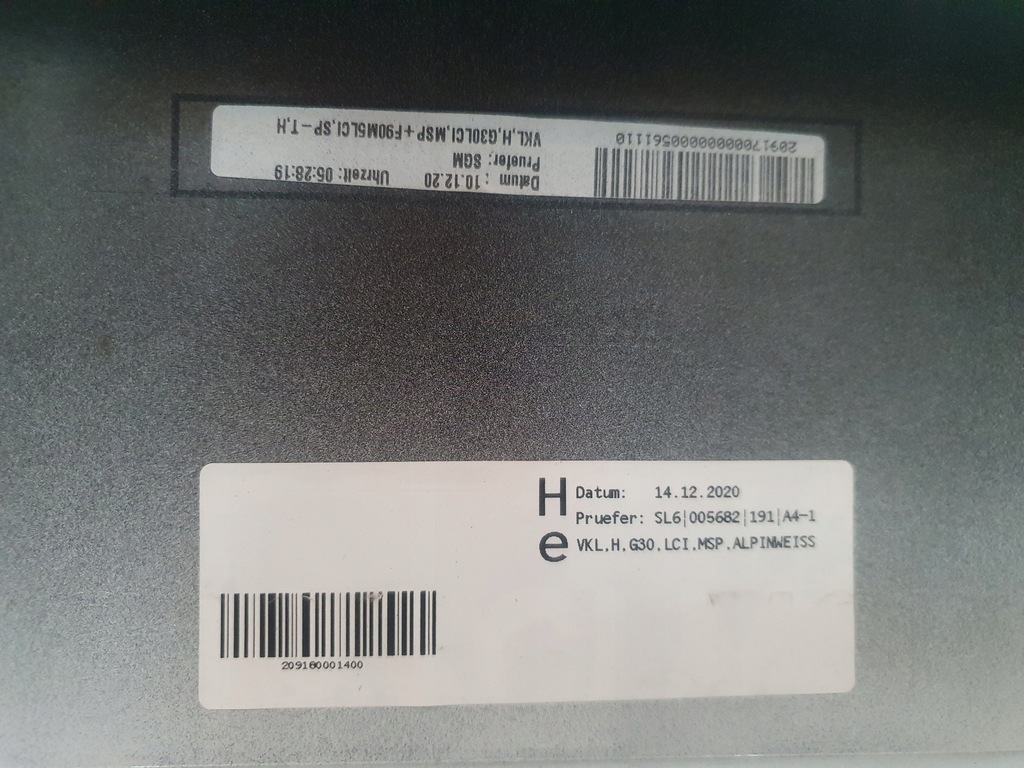 Datum : 10.12.20 Uhrzeit: 05:28:19
Pruefer: SGM
VKL,H,G30LCI,MSP+F90M5LCI,SP-T,H
2091700000000000561110
H Datum: 14.12.2020
Pruefer: SL6|005682|191|A4-1
e VKL.H.G30.LCI.MSP.ALPINWEISS
209180001400